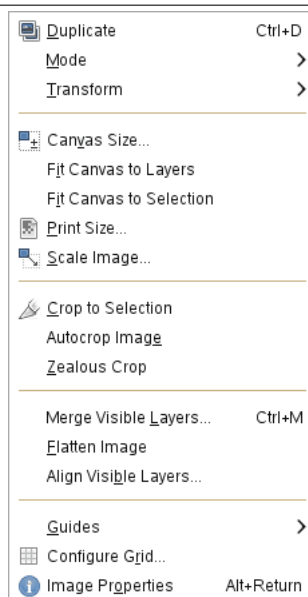 Duplicate Ctrl+D
Mode
Transform
Canvas Size...
Fit Canvas to Layers
Fit Canvas to Selection
Print Size...
Scale Image...
Crop to Selection
Autocrop Image
Zealous Crop
Merge Visible Layers... Ctrl+M
Flatten Image
Align Visible Layers...
Guides
Configure Grid...
Image Properties Alt+Return